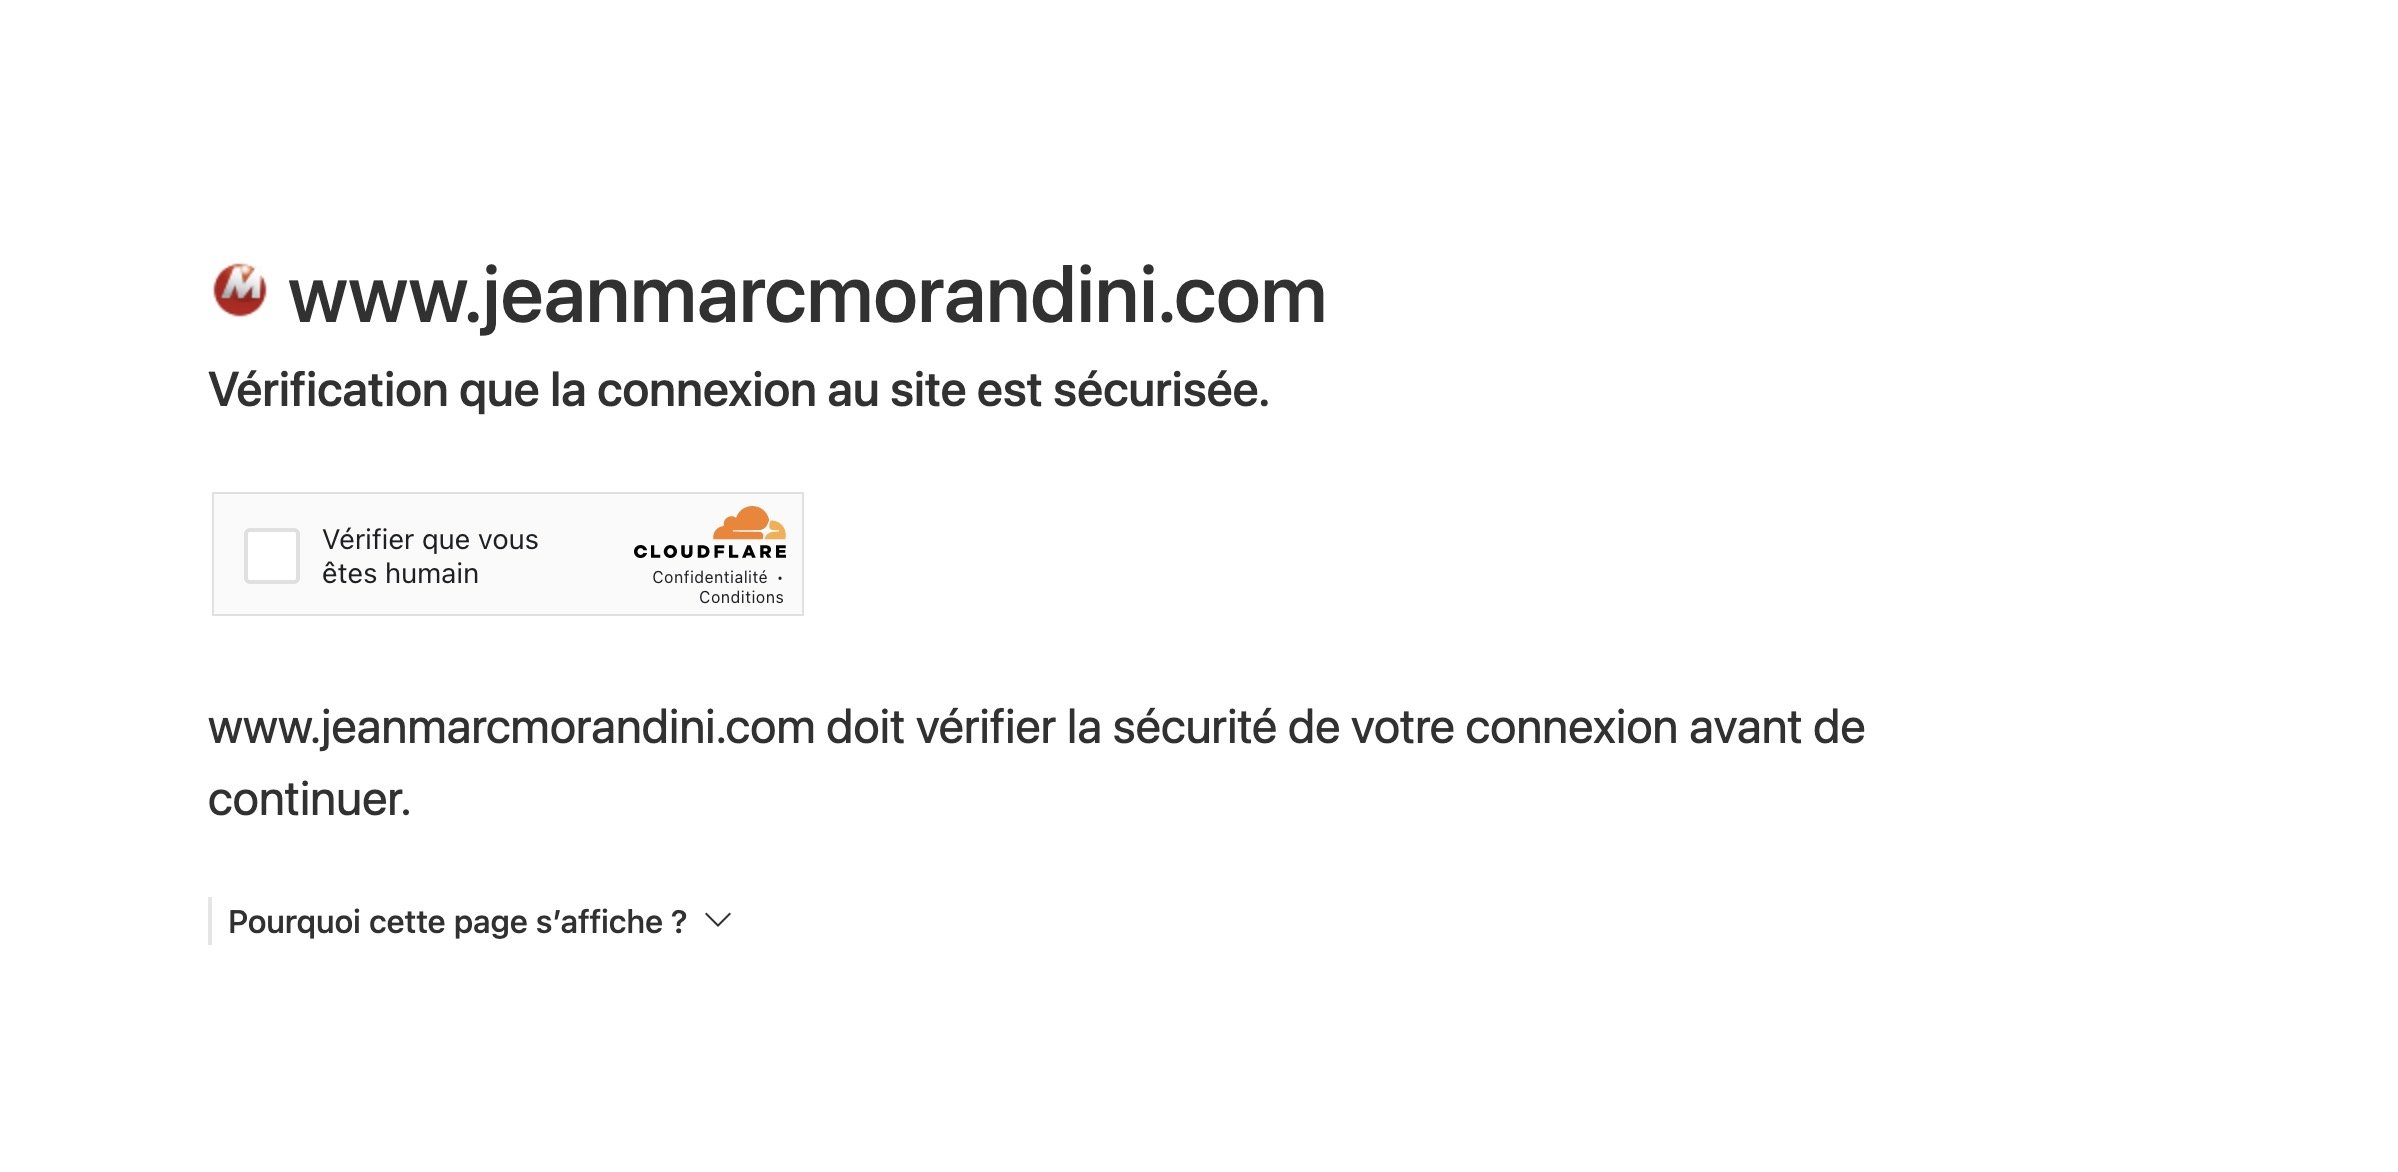 www.jeanmarcmorandini.com
Vérification que la connexion au site est sécurisée.
Vérifier que vous
êtes humain
CLOUDFLARE
Confidentialité •
Conditions
www.jeanmarcmorandini.com doit vérifier la sécurité de votre connexion avant de
continuer.
Pourquoi cette page s’affiche ?